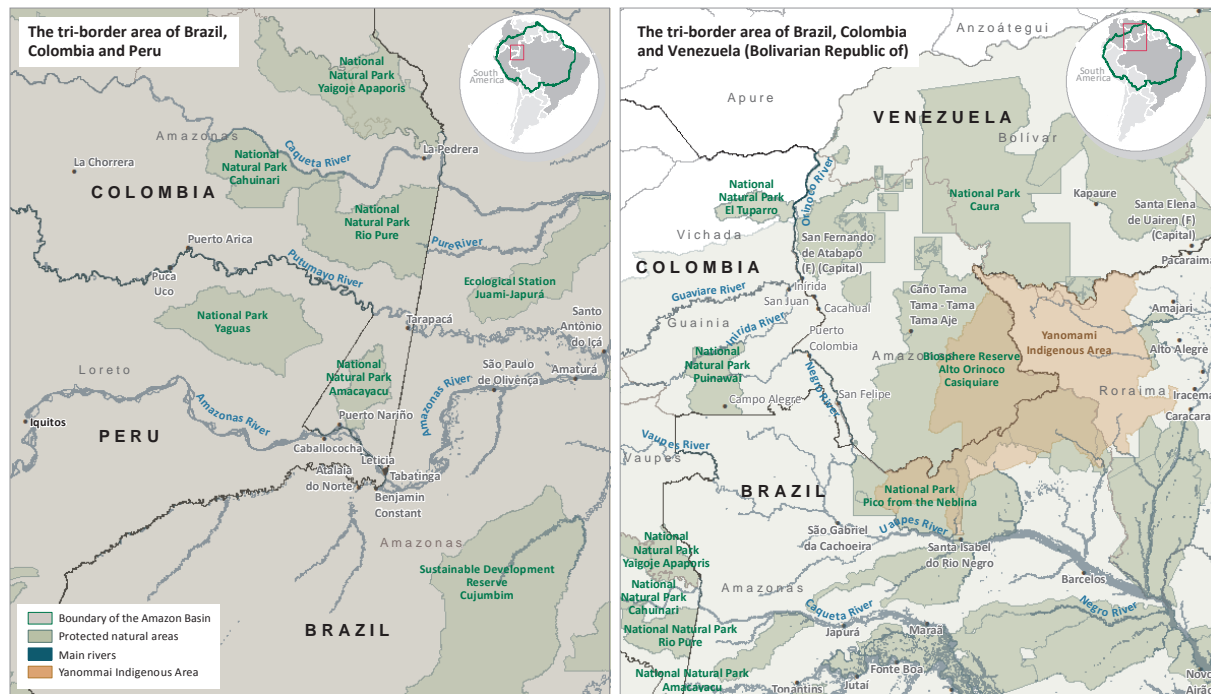 The tri-border area of Brazil,
Colombia and Peru
South
America
National
Natural Park
Yaigoje Apaporis
Amazonas
Caqueta River
La Pedrera
La Chorrera
National
Natural Park
Cahuinari
COLOMBIA
National
Natural Park
Rio Pure
Puerto Arica
PureRiver
Putumayo River
Puca
Uco
Ecological Station
Juami-Japurá
National Park
Yaguas
Tarapacá
Santo
Antônio
do Içá
Loreto
National
Natural Park
Amacayacu
São Paulo
de Olivença
Amaturá
Amazonas River
Amazonas River
Puerto Nariño
Iquitos
PERU
Caballococha
Leticia
Tabatinga
Atalaia
do Norte
Benjamin
Constant
Amazonas
Sustainable Development
Reserve
Cujumbim
BRAZIL
Boundary of the Amazon Basin
Protected natural areas
Main rivers
Yanommai Indigenous Area
The tri-border area of Brazil, Colombia
and Venezuela (Bolivarian Republic of)
Anzoátegui
South
America
Apure
VENEZUELA
Bolívar
Orinoco River
National
Natural Park
El Tuparro
National Park
Caura
Kapaure
Santa Elena
de Uairen (F)
(Capital)
Pacaraima
Vichada
San Fernando
de Atabapo
(F) (Capital)
COLOMBIA
Guaviare River
Inirida
San Juan
Cacahual
Caño Tama
Tama - Tama
Tama Aje
Amajari
Guainia
Inirida River
Puerto
Colombia
Yanomami
Indigenous Area
Alto Alegre
National
Natural Park
Puinawai
Amazonas
Biosphere Reserve
Alto Orinoco
Casiquiare
Negro River
San Felipe
Campo Alegre
Roraima
Iracema
Caracaraí
Vaupes River
Vaupes
BRAZIL
National Park
Pico from the Neblina
São Gabriel
da Cachoeira
Uaupes River
Santa Isabel
do Rio Negro
National
Natural Park
Yaigoje Apaporis
Barcelos
Amazonas
National
Natural Park
Cahuinari
Caqueta River
Negro River
National Natural Park
Rio Püre
Japurá
Maraã
National Natural Park
Amacayacu
Fonte Boa
Tonantins
Jutaí
Novo
Airão